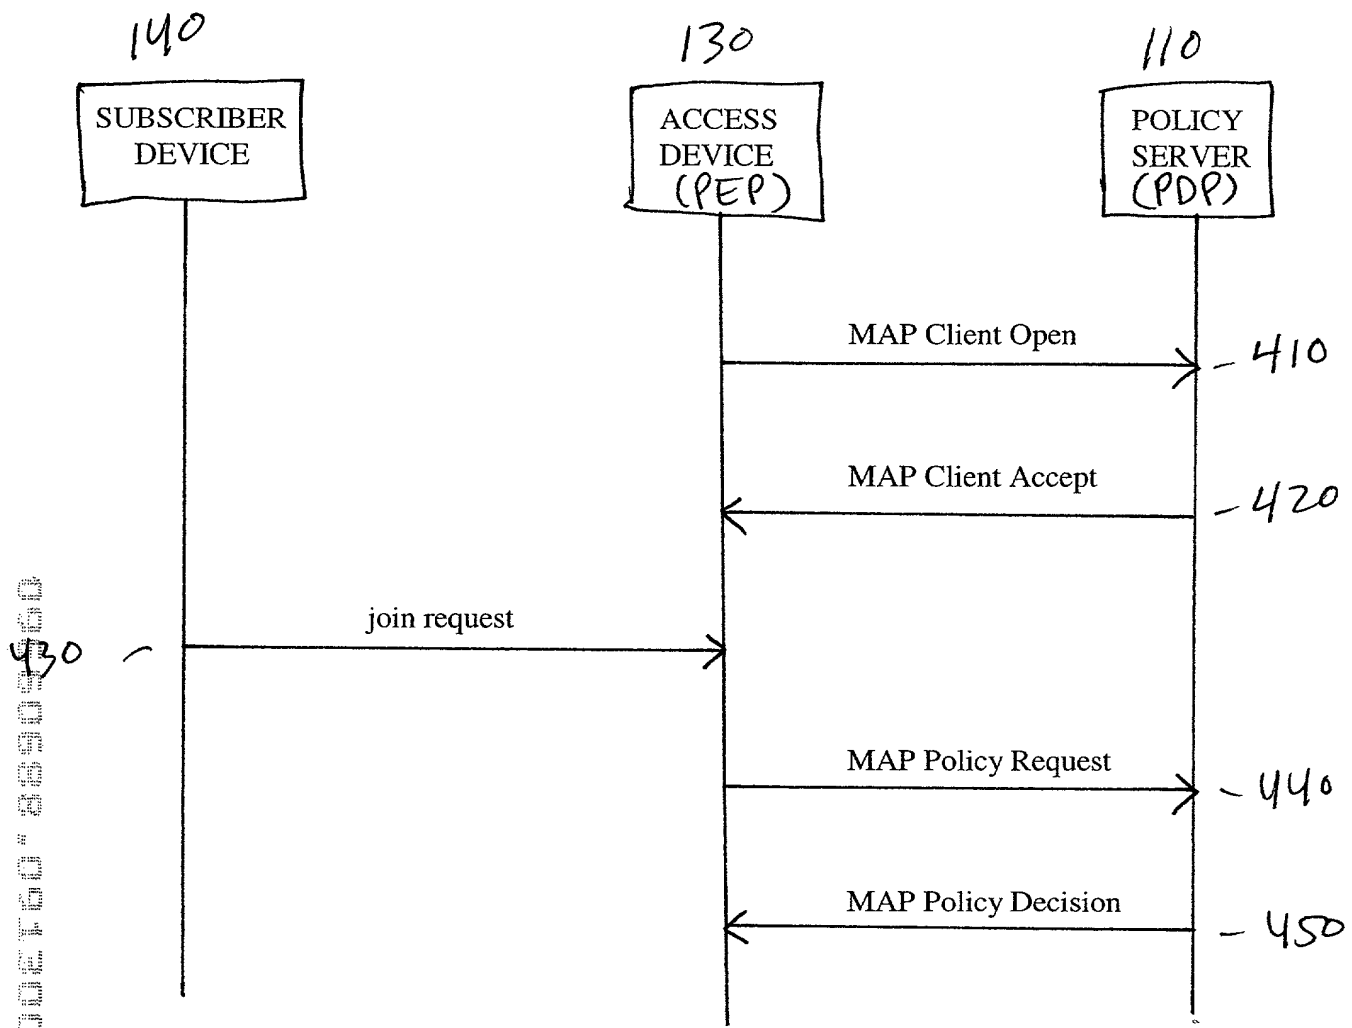 140
130
110
SUBSCRIBER
DEVICE
ACCESS
DEVICE
(PEP)
POLICY
SERVER
(PDP)
MAP Client Open
410
MAP Client Accept
420
join request
430
MAP Policy Request
440
MAP Policy Decision
450